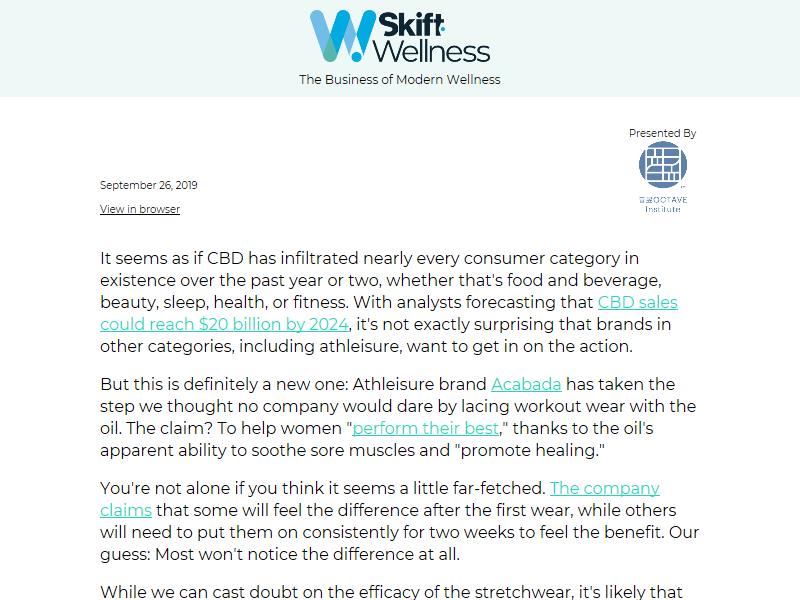 Skift
Wellness
The Business of Modern Wellness
Presented By
OCTAVE
Institute
September 26, 2019
View in browser
It seems as if CBD has infiltrated nearly every consumer category in
existence over the past year or two, whether that's food and beverage,
beauty, sleep, health, or fitness. With analysts forecasting that CBD sales
could reach $20 billion by 2024, it's not exactly surprising that brands in
other categories, including athleisure, want to get in on the action.
But this is definitely a new one: Athleisure brand Acabada has taken the
step we thought no company would dare by lacing workout wear with the
oil. The claim? To help women "perform their best," thanks to the oil's
apparent ability to soothe sore muscles and "promote healing."
You're not alone if you think it seems a little far-fetched. The company
claims that some will feel the difference after the first wear, while others
will need to put them on consistently for two weeks to feel the benefit. Our
guess: Most won't notice the difference at all.
While we can cast doubt on the efficacy of the stretchwear, it's likely that